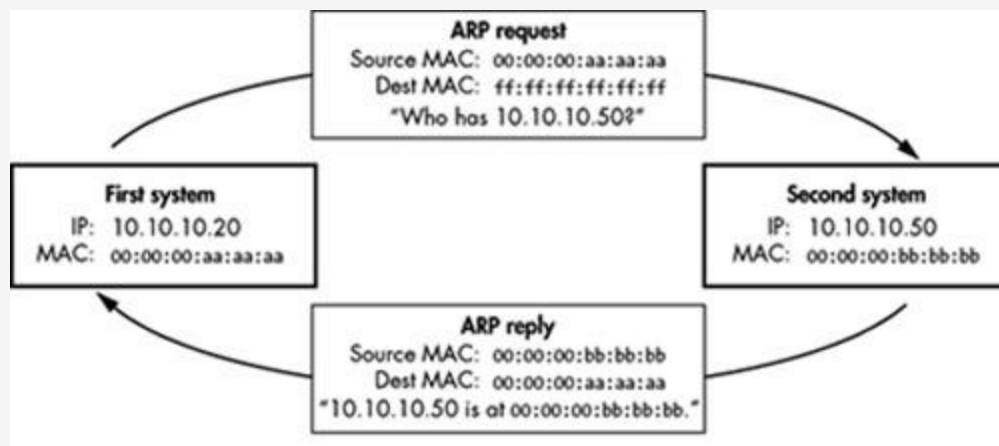 ARP request
Source MAC: 00:00:00:aa:aa:aa
Dest MAC: ff:ff:ff:ff:ff:ff
“Who has 10.10.10.50?”
First system
IP: 10.10.10.20
MAC: 00:00:00:aa:aa:aa
Second system
IP: 10.10.10.50
MAC: 00:00:00:bb:bb:bb
ARP reply
Source MAC: 00:00:00:bb:bb:bb
Dest MAC: 00:00:00:aa:aa:aa
“10.10.10.50 is at 00:00:00:bb:bb:bb.”